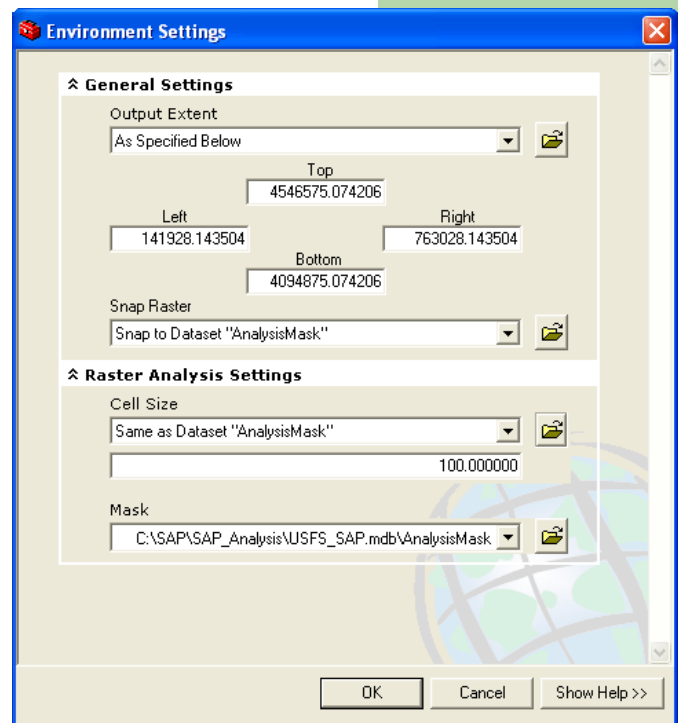 Environment Settings
General Settings
Output Extent
As Specified Below
Top
4546575.074206
Left Right
141928.143504 763028.143504
Bottom
4094875.074206
Snap Raster
Snap to Dataset "AnalysisMask"
Raster Analysis Settings
Cell Size
Same as Dataset "AnalysisMask"
100.000000
Mask
C:\SAP\SAP_Analysis\USFS_SAP.mdb\AnalysisMask
OK Cancel Show Help >>